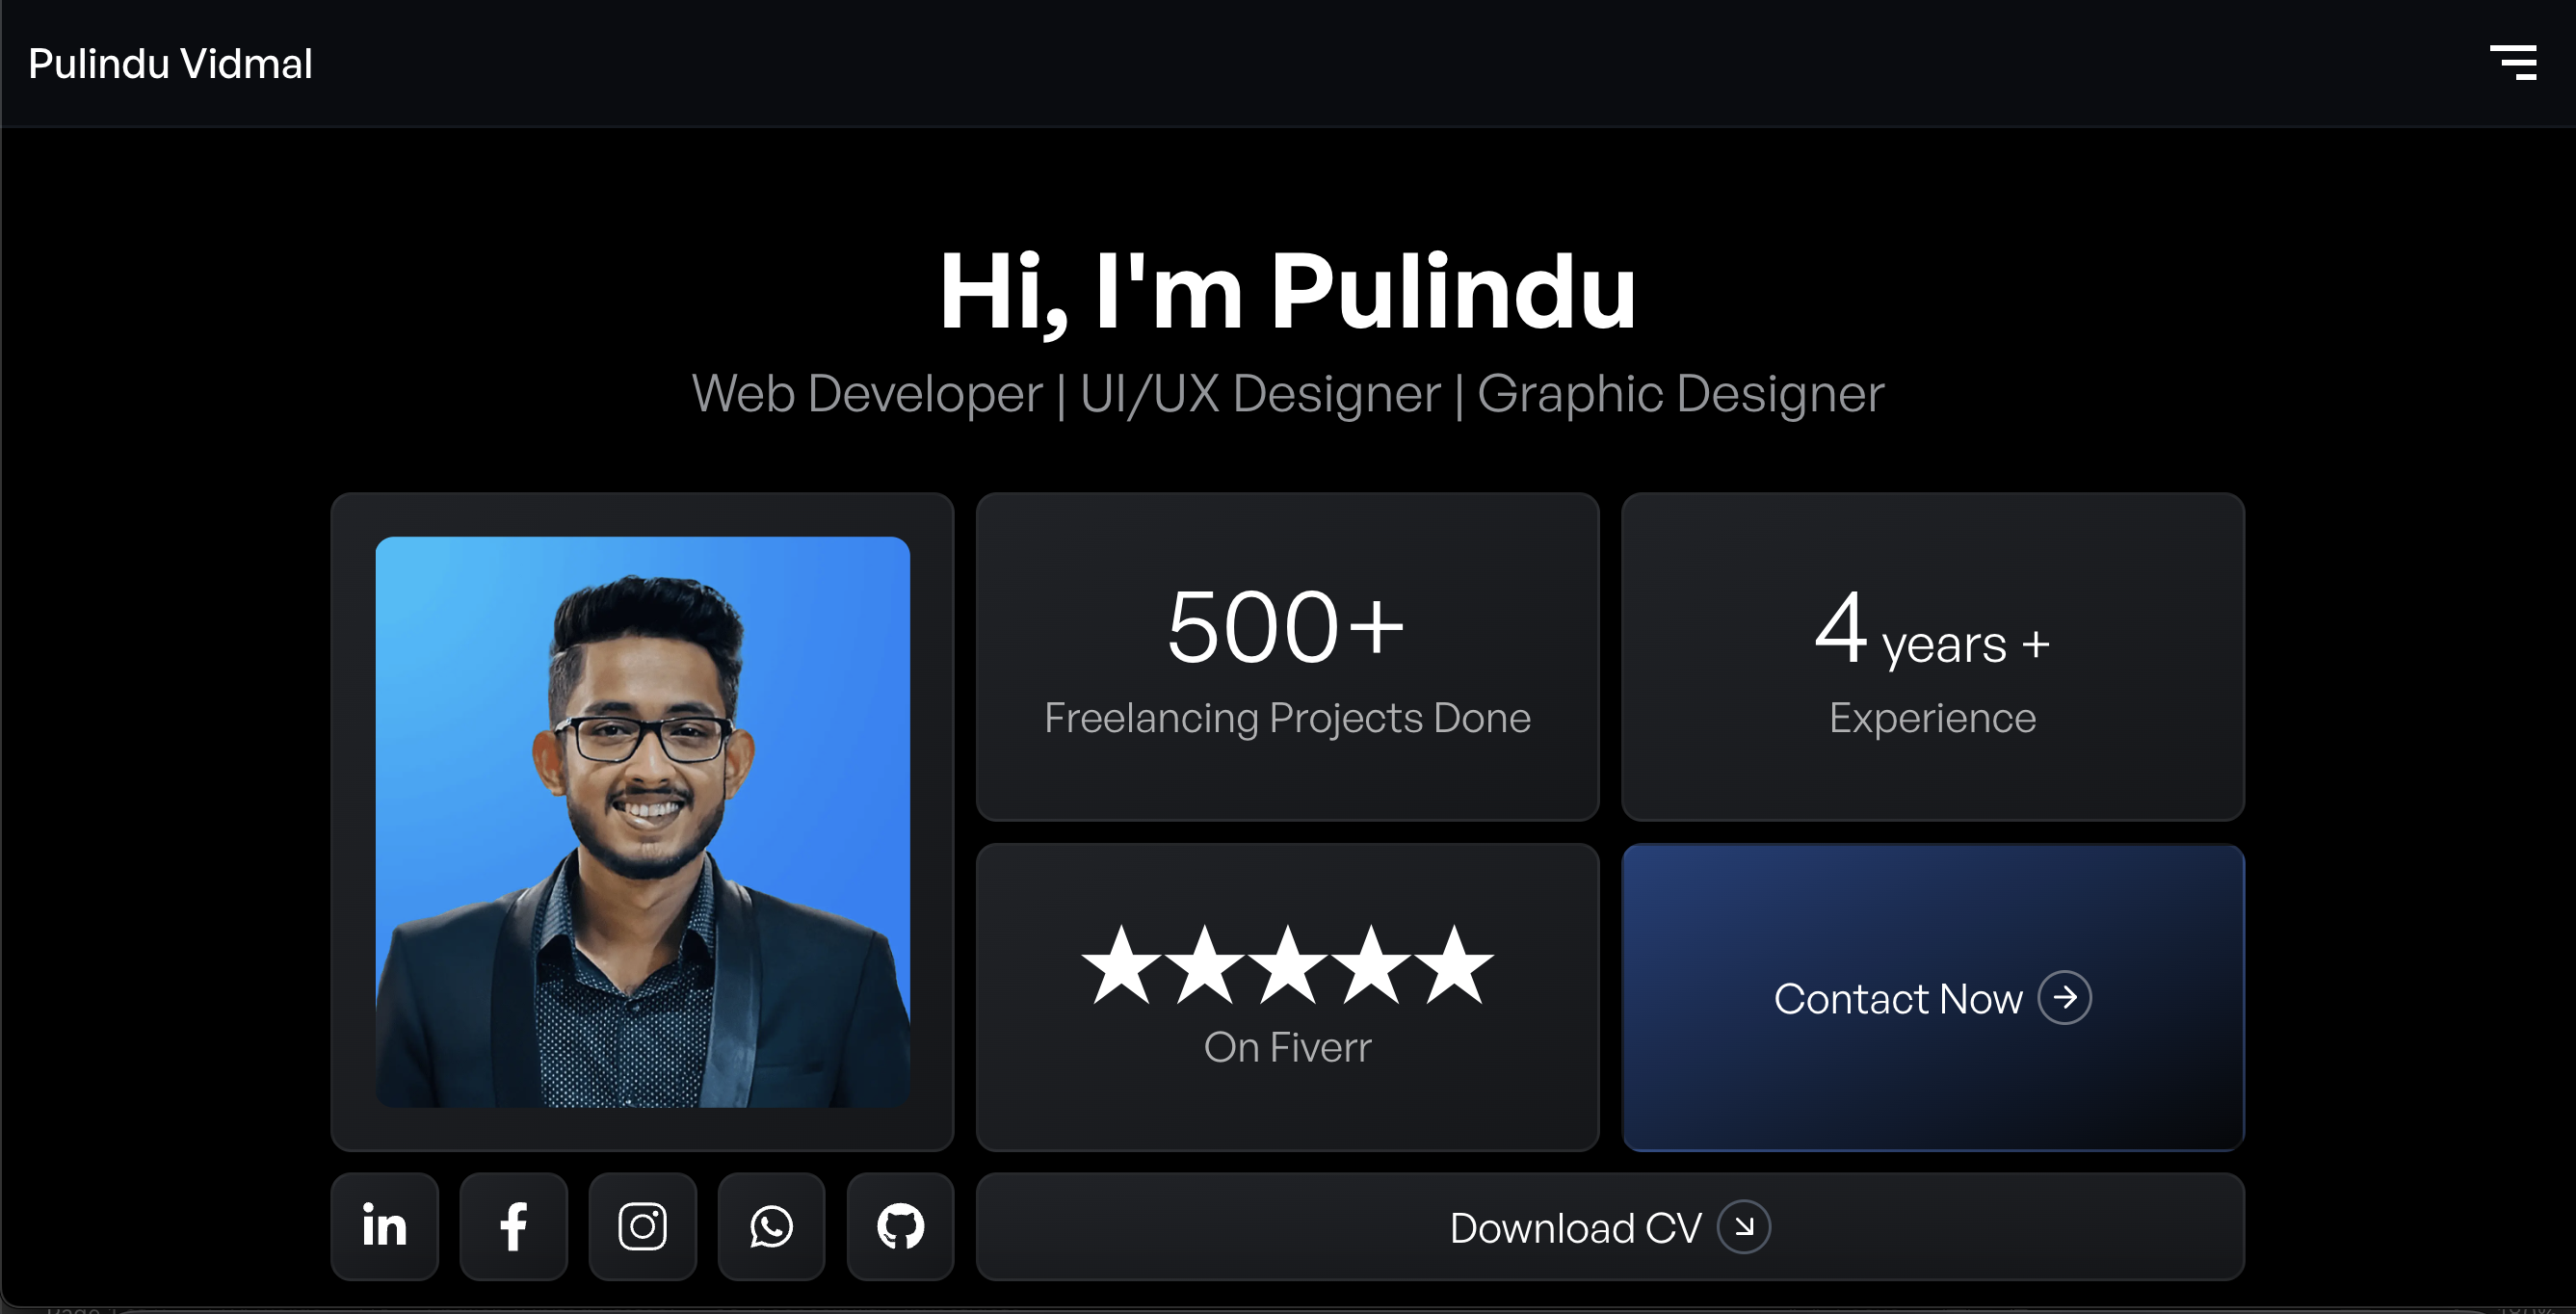 Pulindu Vidmal
Hi, I'm Pulindu
Web Developer | UI/UX Designer | Graphic Designer
500+
Freelancing Projects Done
4 years +
Experience
★★★★★
On Fiverr
Contact Now
in
f
Download CV